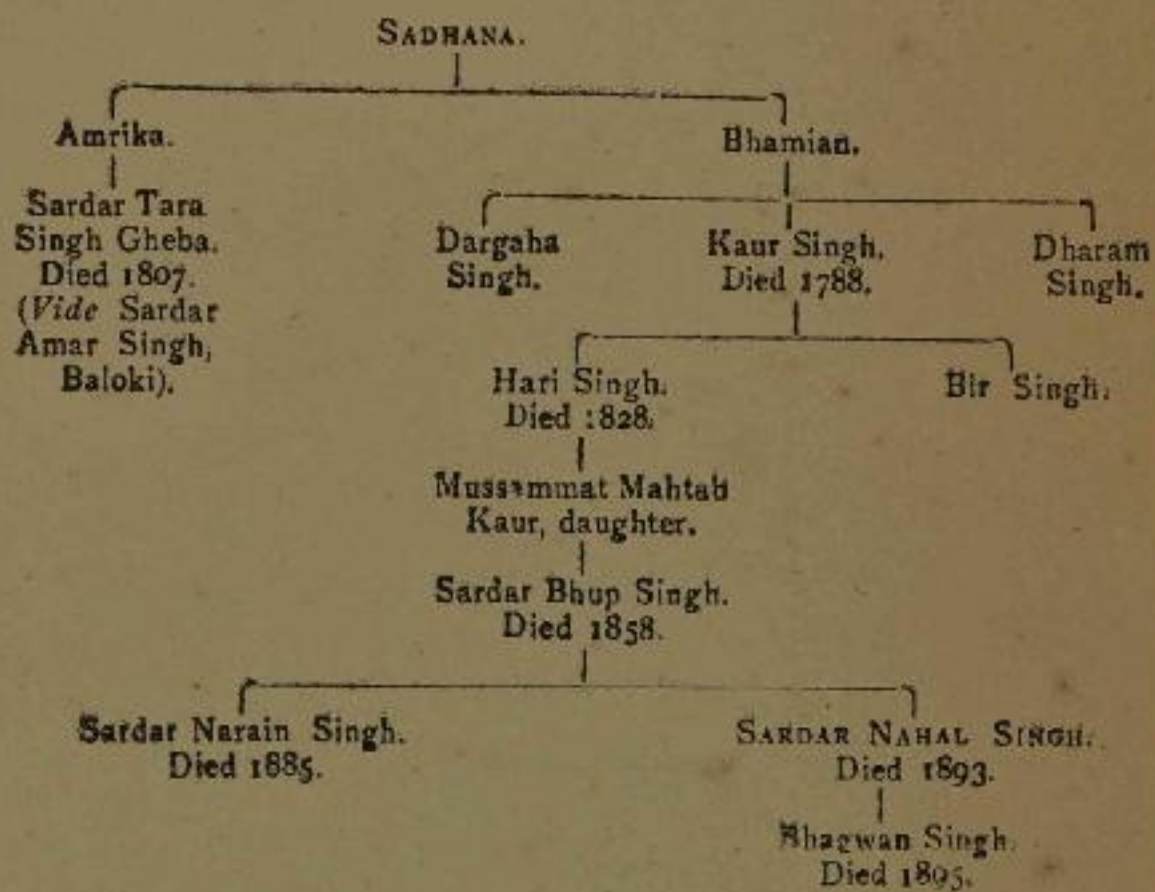 SADHANA.
Amrika.
Bhamian.
Sardar Tara
Singh Gheba.
Died 1807.
(Vide Sardar
Amar Singh,
Baloki).
Dargaha
Singh.
Kaur Singh.
Died 1788.
Dharam
Singh.
Hari Singh.
Died 1828.
Bir Singh.
Mussammat Mahtab
Kaur, daughter.
Sardar Bhup Singh.
Died 1858.
Sardar Narain Singh.
Died 1885.
SARDAR NAHAL SINGH.
Died 1893.
Bhagwan Singh.
Died 1895.